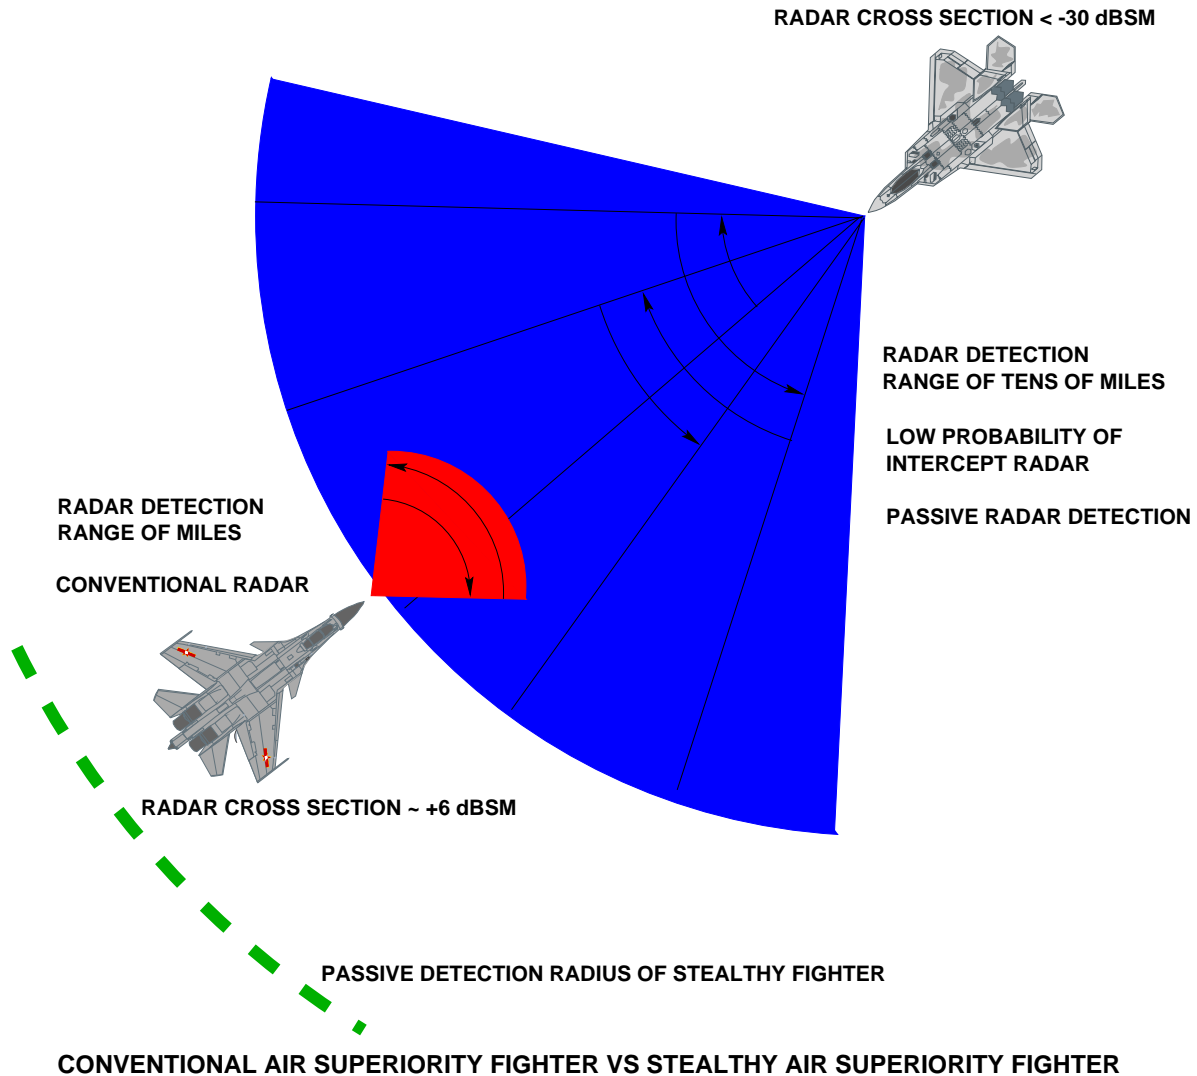 RADAR CROSS SECTION < -30 dBSM
RADAR DETECTION
RANGE OF TENS OF MILES
LOW PROBABILITY OF
INTERCEPT RADAR
PASSIVE RADAR DETECTION
RADAR DETECTION
RANGE OF MILES
CONVENTIONAL RADAR
RADAR CROSS SECTION ~ +6 dBSM
PASSIVE DETECTION RADIUS OF STEALTHY FIGHTER
CONVENTIONAL AIR SUPERIORITY FIGHTER VS STEALTHY AIR SUPERIORITY FIGHTER